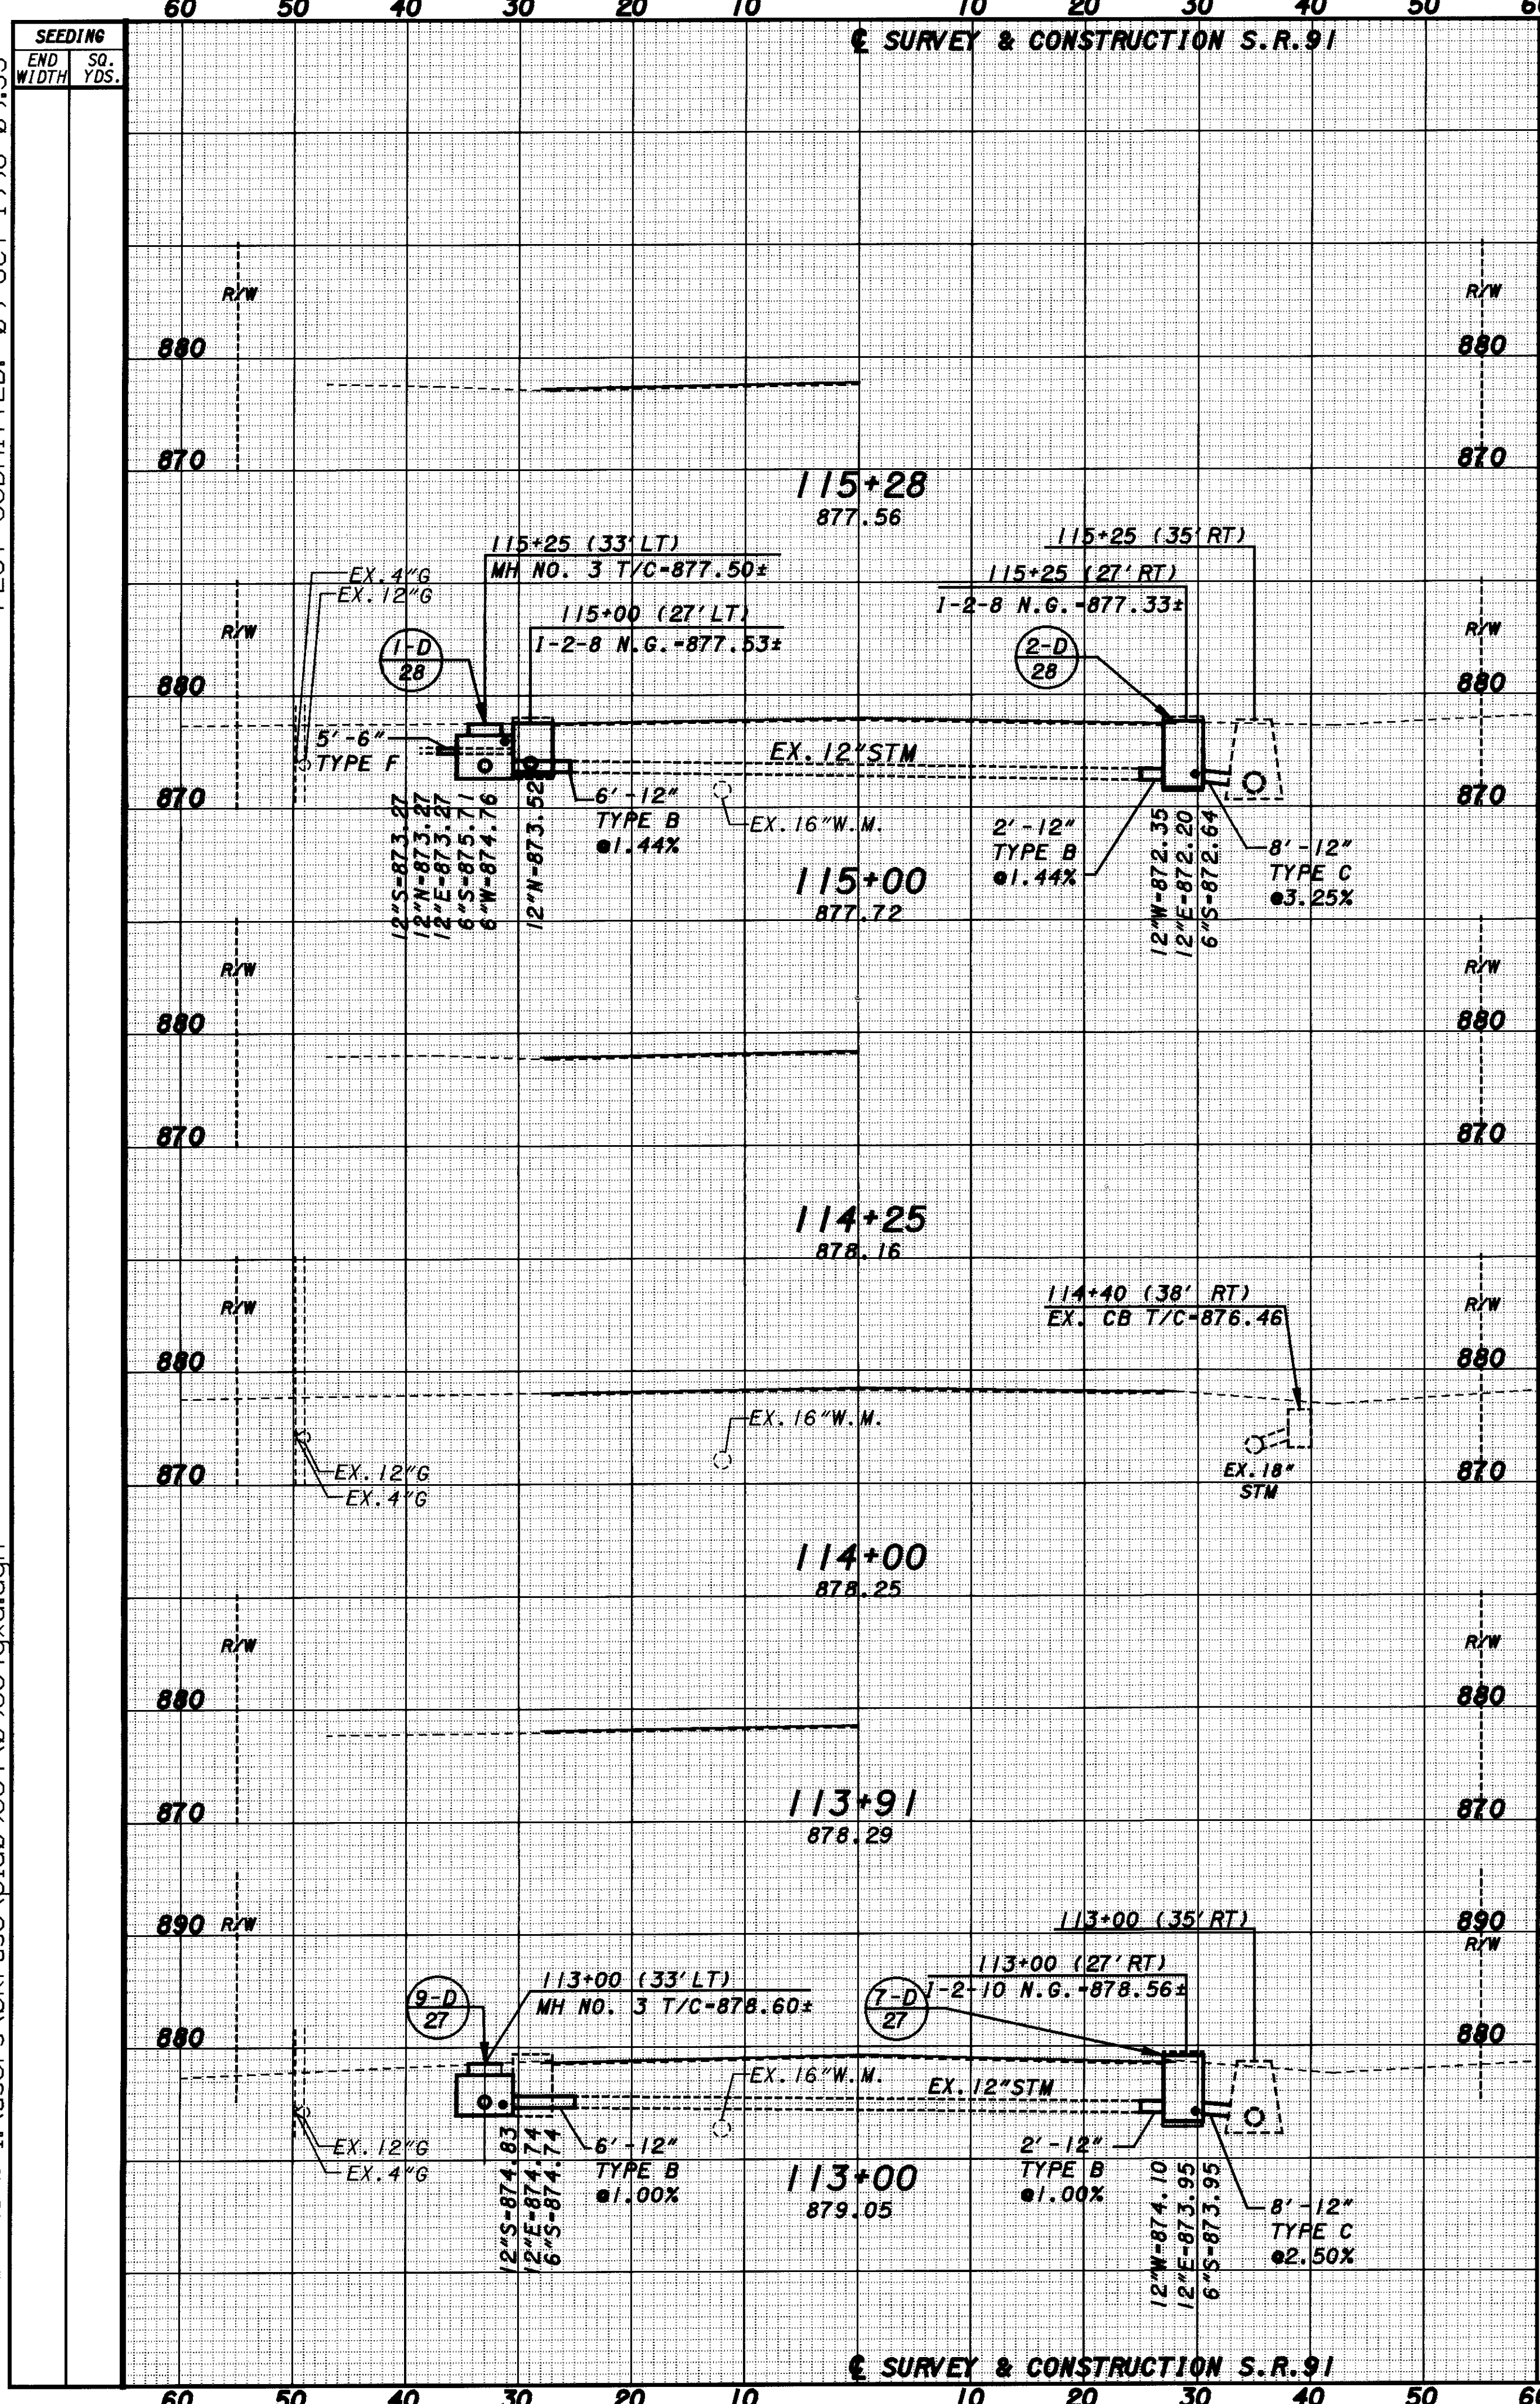 60 50 40 30 20 10 10 20 30 40 50
SEEDING
END WIDTH
SQ. YDS.
℄ SURVEY & CONSTRUCTION S.R.91
R/W
R/W
880
880
870
870
115+28
877.56
115+25 (33' LT)
MH NO. 3 T/C=877.50±
115+25 (35' RT)
EX.4"G
EX.12"G
115+25 (27' RT)
I-2-8 N.G.=877.33±
115+00 (27' LT)
I-2-8 N.G.=877.53±
R/W
R/W
1-D
28
2-D
28
880
880
5'-6"
TYPE F
EX. 12"STM
870
870
6'-12"
TYPE B
@1.44%
EX. 16"W.M.
2'-12"
TYPE B
@1.44%
8'-12"
TYPE C
@3.25%
12"S=873.27
12"N=873.27
12"E=873.27
6"S=875.71
6"W=874.76
12"N=873.52
12"W=872.35
12"E=872.20
6"S=872.64
115+00
877.72
R/W
R/W
880
880
870
870
114+25
878.16
114+40 (38' RT)
EX. CB T/C=876.46
R/W
R/W
880
880
EX. 16"W.M.
870
870
EX.12"G
EX.4"G
EX.18"
STM
114+00
878.25
R/W
R/W
880
880
870
870
113+91
878.29
890
R/W
890
R/W
113+00 (35' RT)
113+00 (33' LT)
MH NO. 3 T/C=878.60±
113+00 (27' RT)
I-2-10 N.G.=878.56±
9-D
27
7-D
27
880
880
EX. 16"W.M.
EX. 12"STM
EX.12"G
EX.4"G
6'-12"
TYPE B
@1.00%
2'-12"
TYPE B
@1.00%
8'-12"
TYPE C
@2.50%
12"S=874.83
12"E=874.74
6"S=874.74
12"W=874.10
12"E=873.95
6"S=873.95
113+00
879.05
℄ SURVEY & CONSTRUCTION S.R.91
60 50 40 30 20 10 10 20 30 40 50